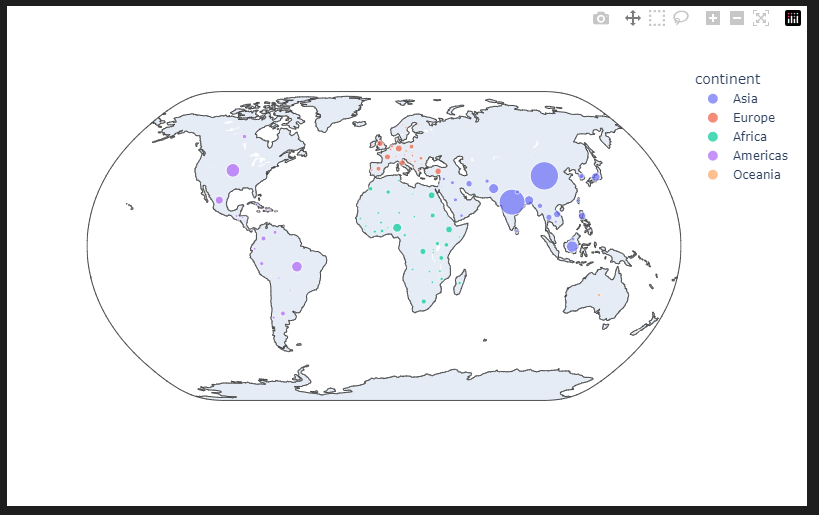 continent
Asia
Europe
Africa
Americas
Oceania